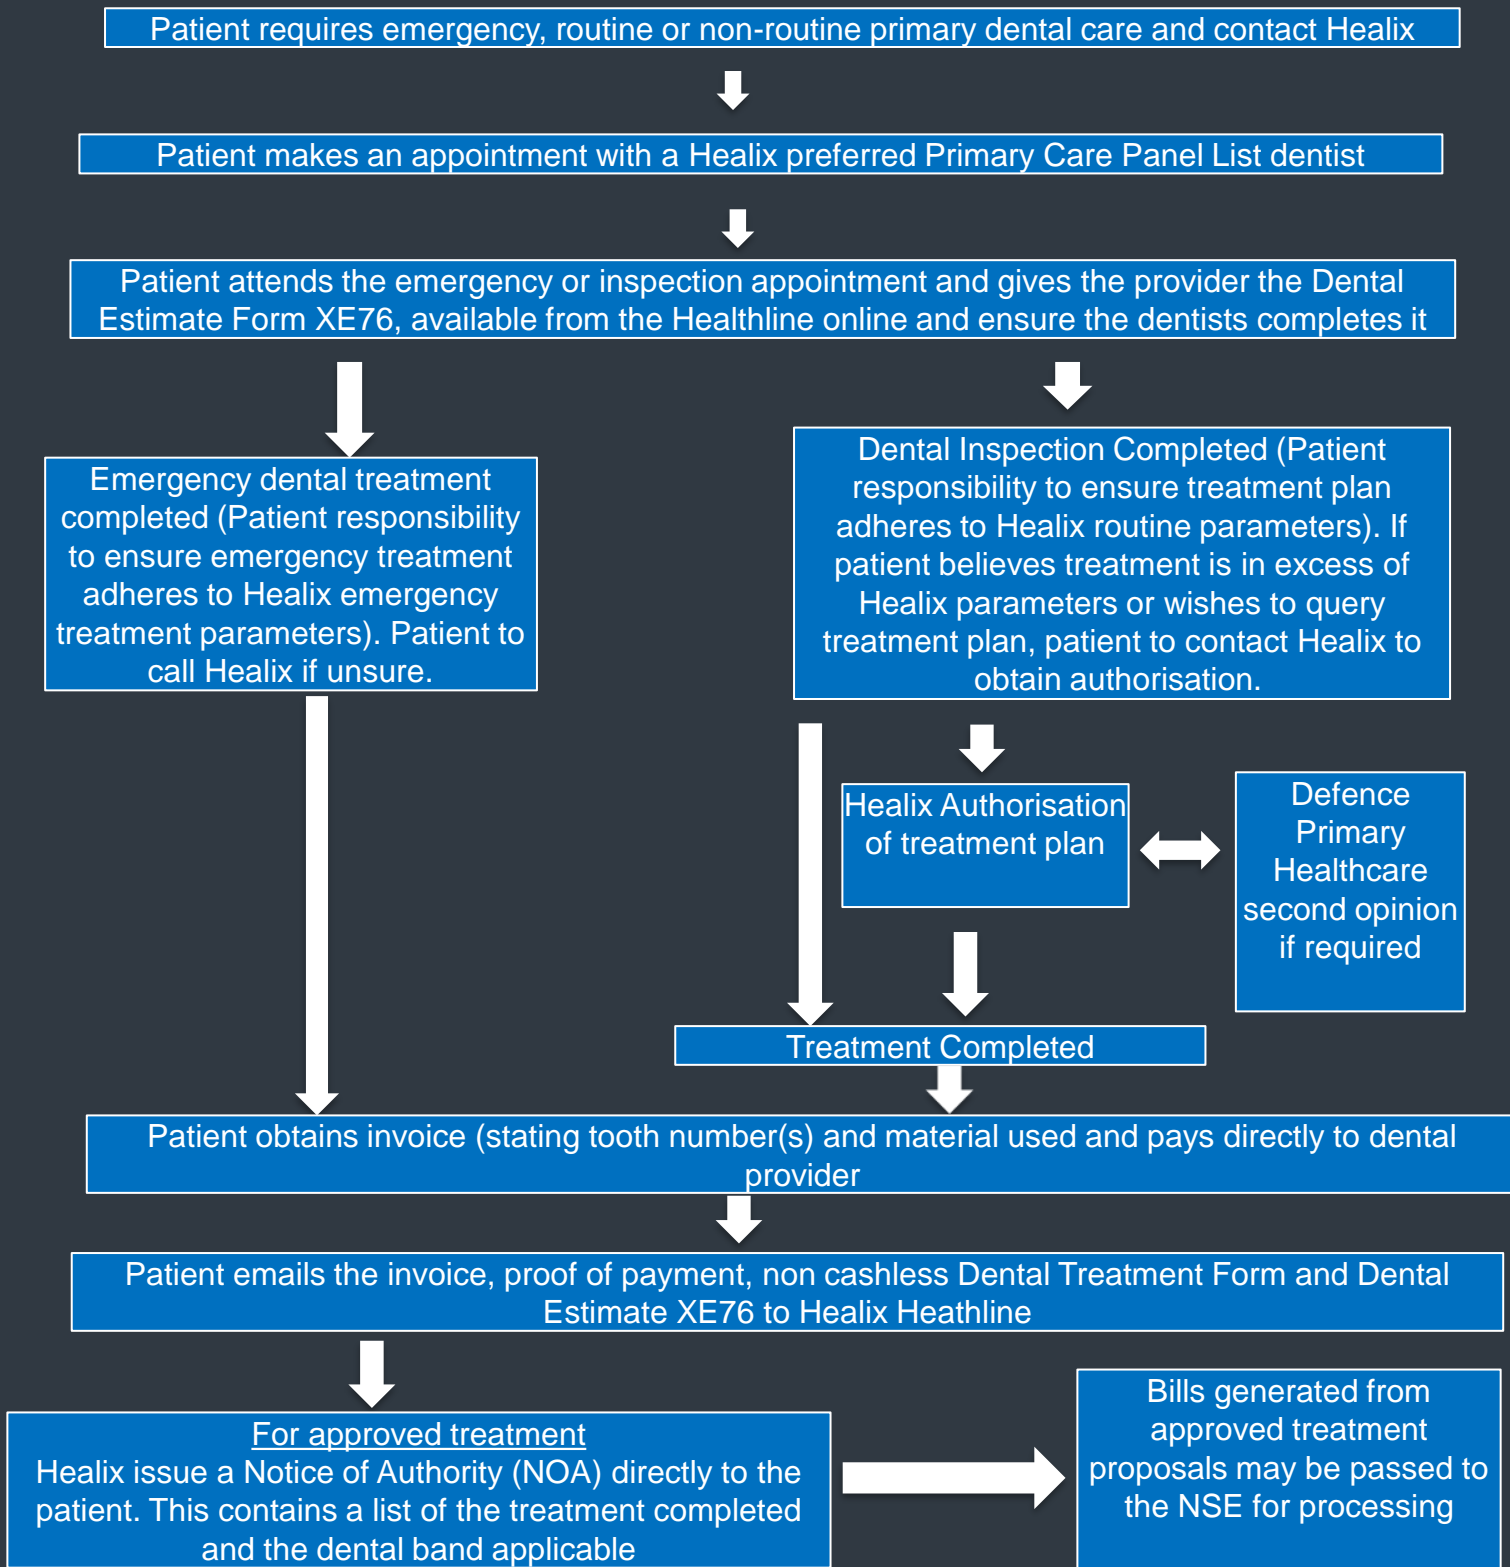 Patient requires emergency, routine or non-routine primary dental care and contact Healix
Patient makes an appointment with a Healix preferred Primary Care Panel List dentist
Patient attends the emergency or inspection appointment and gives the provider the Dental
Estimate Form XE76, available from the Healthline online and ensure the dentists completes it
Emergency dental treatment
completed (Patient responsibility
to ensure emergency treatment
adheres to Healix emergency
treatment parameters). Patient to
call Healix if unsure.
Dental Inspection Completed (Patient
responsibility to ensure treatment plan
adheres to Healix routine parameters). If
patient believes treatment is in excess of
Healix parameters or wishes to query
treatment plan, patient to contact Healix to
obtain authorisation.
Healix Authorisation
of treatment plan
Defence
Primary
Healthcare
second opinion
if required
Treatment Completed
Patient obtains invoice (stating tooth number(s) and material used and pays directly to dental
provider
Patient emails the invoice, proof of payment, non cashless Dental Treatment Form and Dental
Estimate XE76 to Healix Heathline
For approved treatment
Healix issue a Notice of Authority (NOA) directly to the
patient. This contains a list of the treatment completed
and the dental band applicable
Bills generated from
approved treatment
proposals may be passed to
the NSE for processing